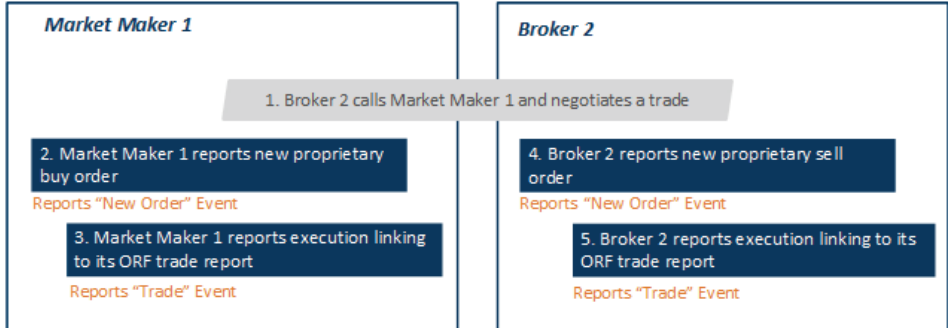 Market Maker 1
Broker 2
1. Broker 2 calls Market Maker 1 and negotiates a trade
2. Market Maker 1 reports new proprietary
buy order
Reports “New Order” Event
3. Market Maker 1 reports execution linking
to its ORF trade report
Reports “Trade” Event
4. Broker 2 reports new proprietary sell
order
Reports “New Order” Event
5. Broker 2 reports execution linking to its
ORF trade report
Reports “Trade” Event